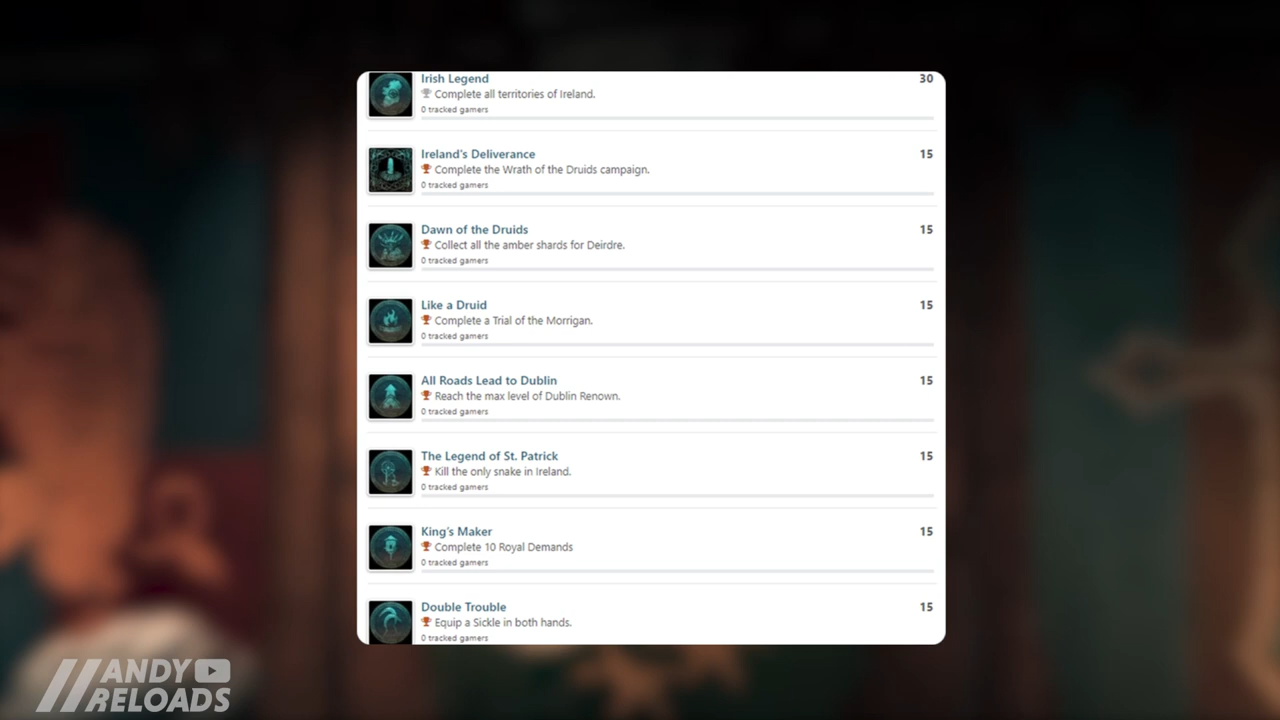 Irish Legend
30
Complete all territories of Ireland.
0 tracked gamers
Ireland's Deliverance
15
Complete the Wrath of the Druids campaign.
0 tracked gamers
Dawn of the Druids
15
Collect all the amber shards for Deirdre.
0 tracked gamers
Like a Druid
15
Complete a Trial of the Morrigan.
0 tracked gamers
All Roads Lead to Dublin
15
Reach the max level of Dublin Renown.
0 tracked gamers
The Legend of St. Patrick
15
Kill the only snake in Ireland.
0 tracked gamers
King's Maker
15
Complete 10 Royal Demands
0 tracked gamers
Double Trouble
15
Equip a Sickle in both hands.
0 tracked gamers
//ANDY
RELOADS